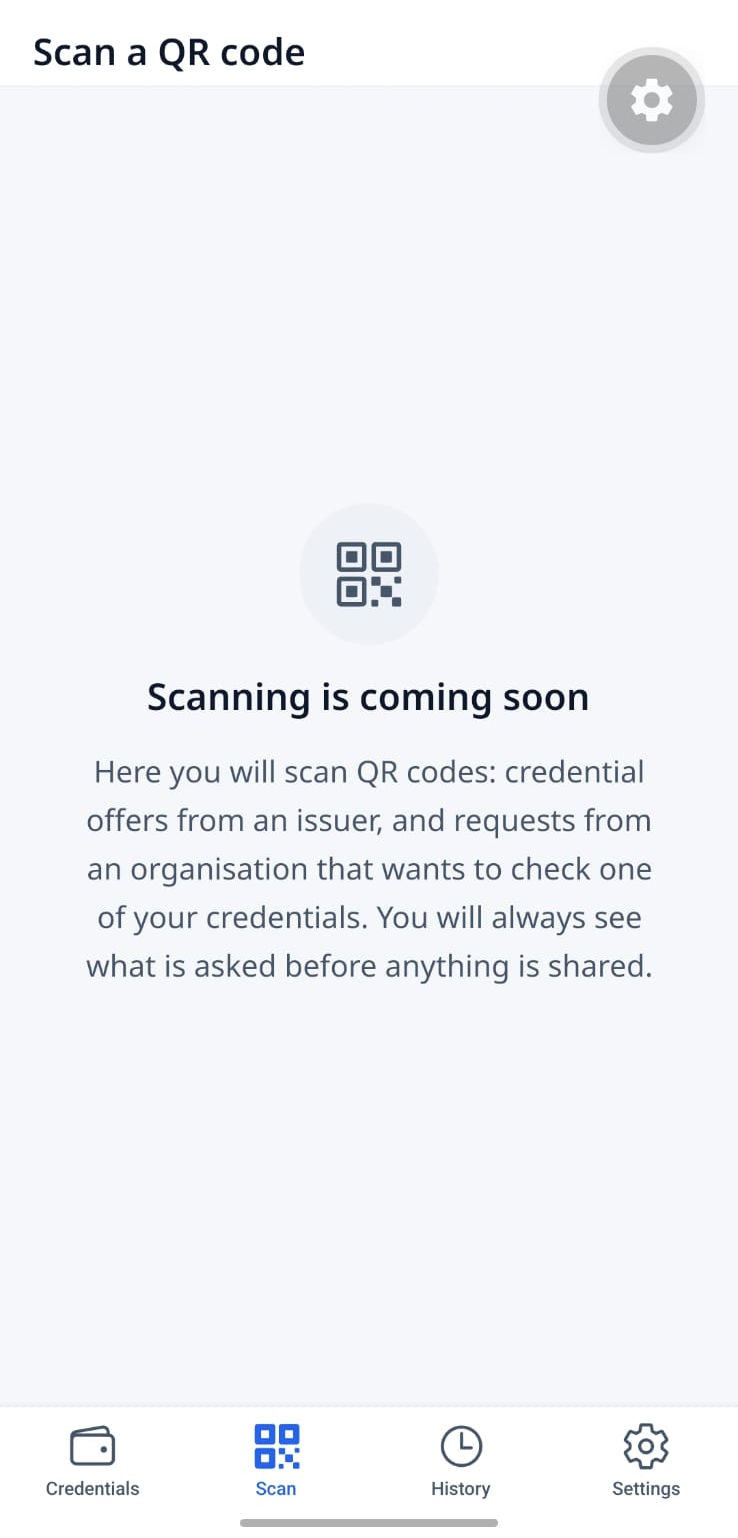 Scan a QR code
Scanning is coming soon
Here you will scan QR codes: credential
offers from an issuer, and requests from
an organisation that wants to check one
of your credentials. You will always see
what is asked before anything is shared.
Credentials
Scan
History
Settings